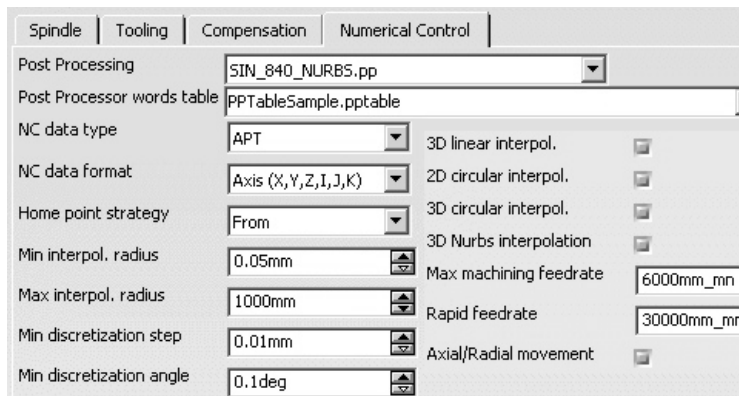 Spindle Tooling Compensation Numerical Control
Post Processing SIN_840_NURBS.pp
Post Processor words table PPTableSample.pptable
NC data type APT
NC data format Axis (X,Y,Z,I,J,K)
Home point strategy From
Min interpol. radius 0.05mm
Max interpol. radius 1000mm
Min discretization step 0.01mm
Min discretization angle 0.1deg
3D linear interpol.
2D circular interpol.
3D circular interpol.
3D Nurbs interpolation
Max machining feedrate 6000mm_mn
Rapid feedrate 30000mm_mn
Axial/Radial movement